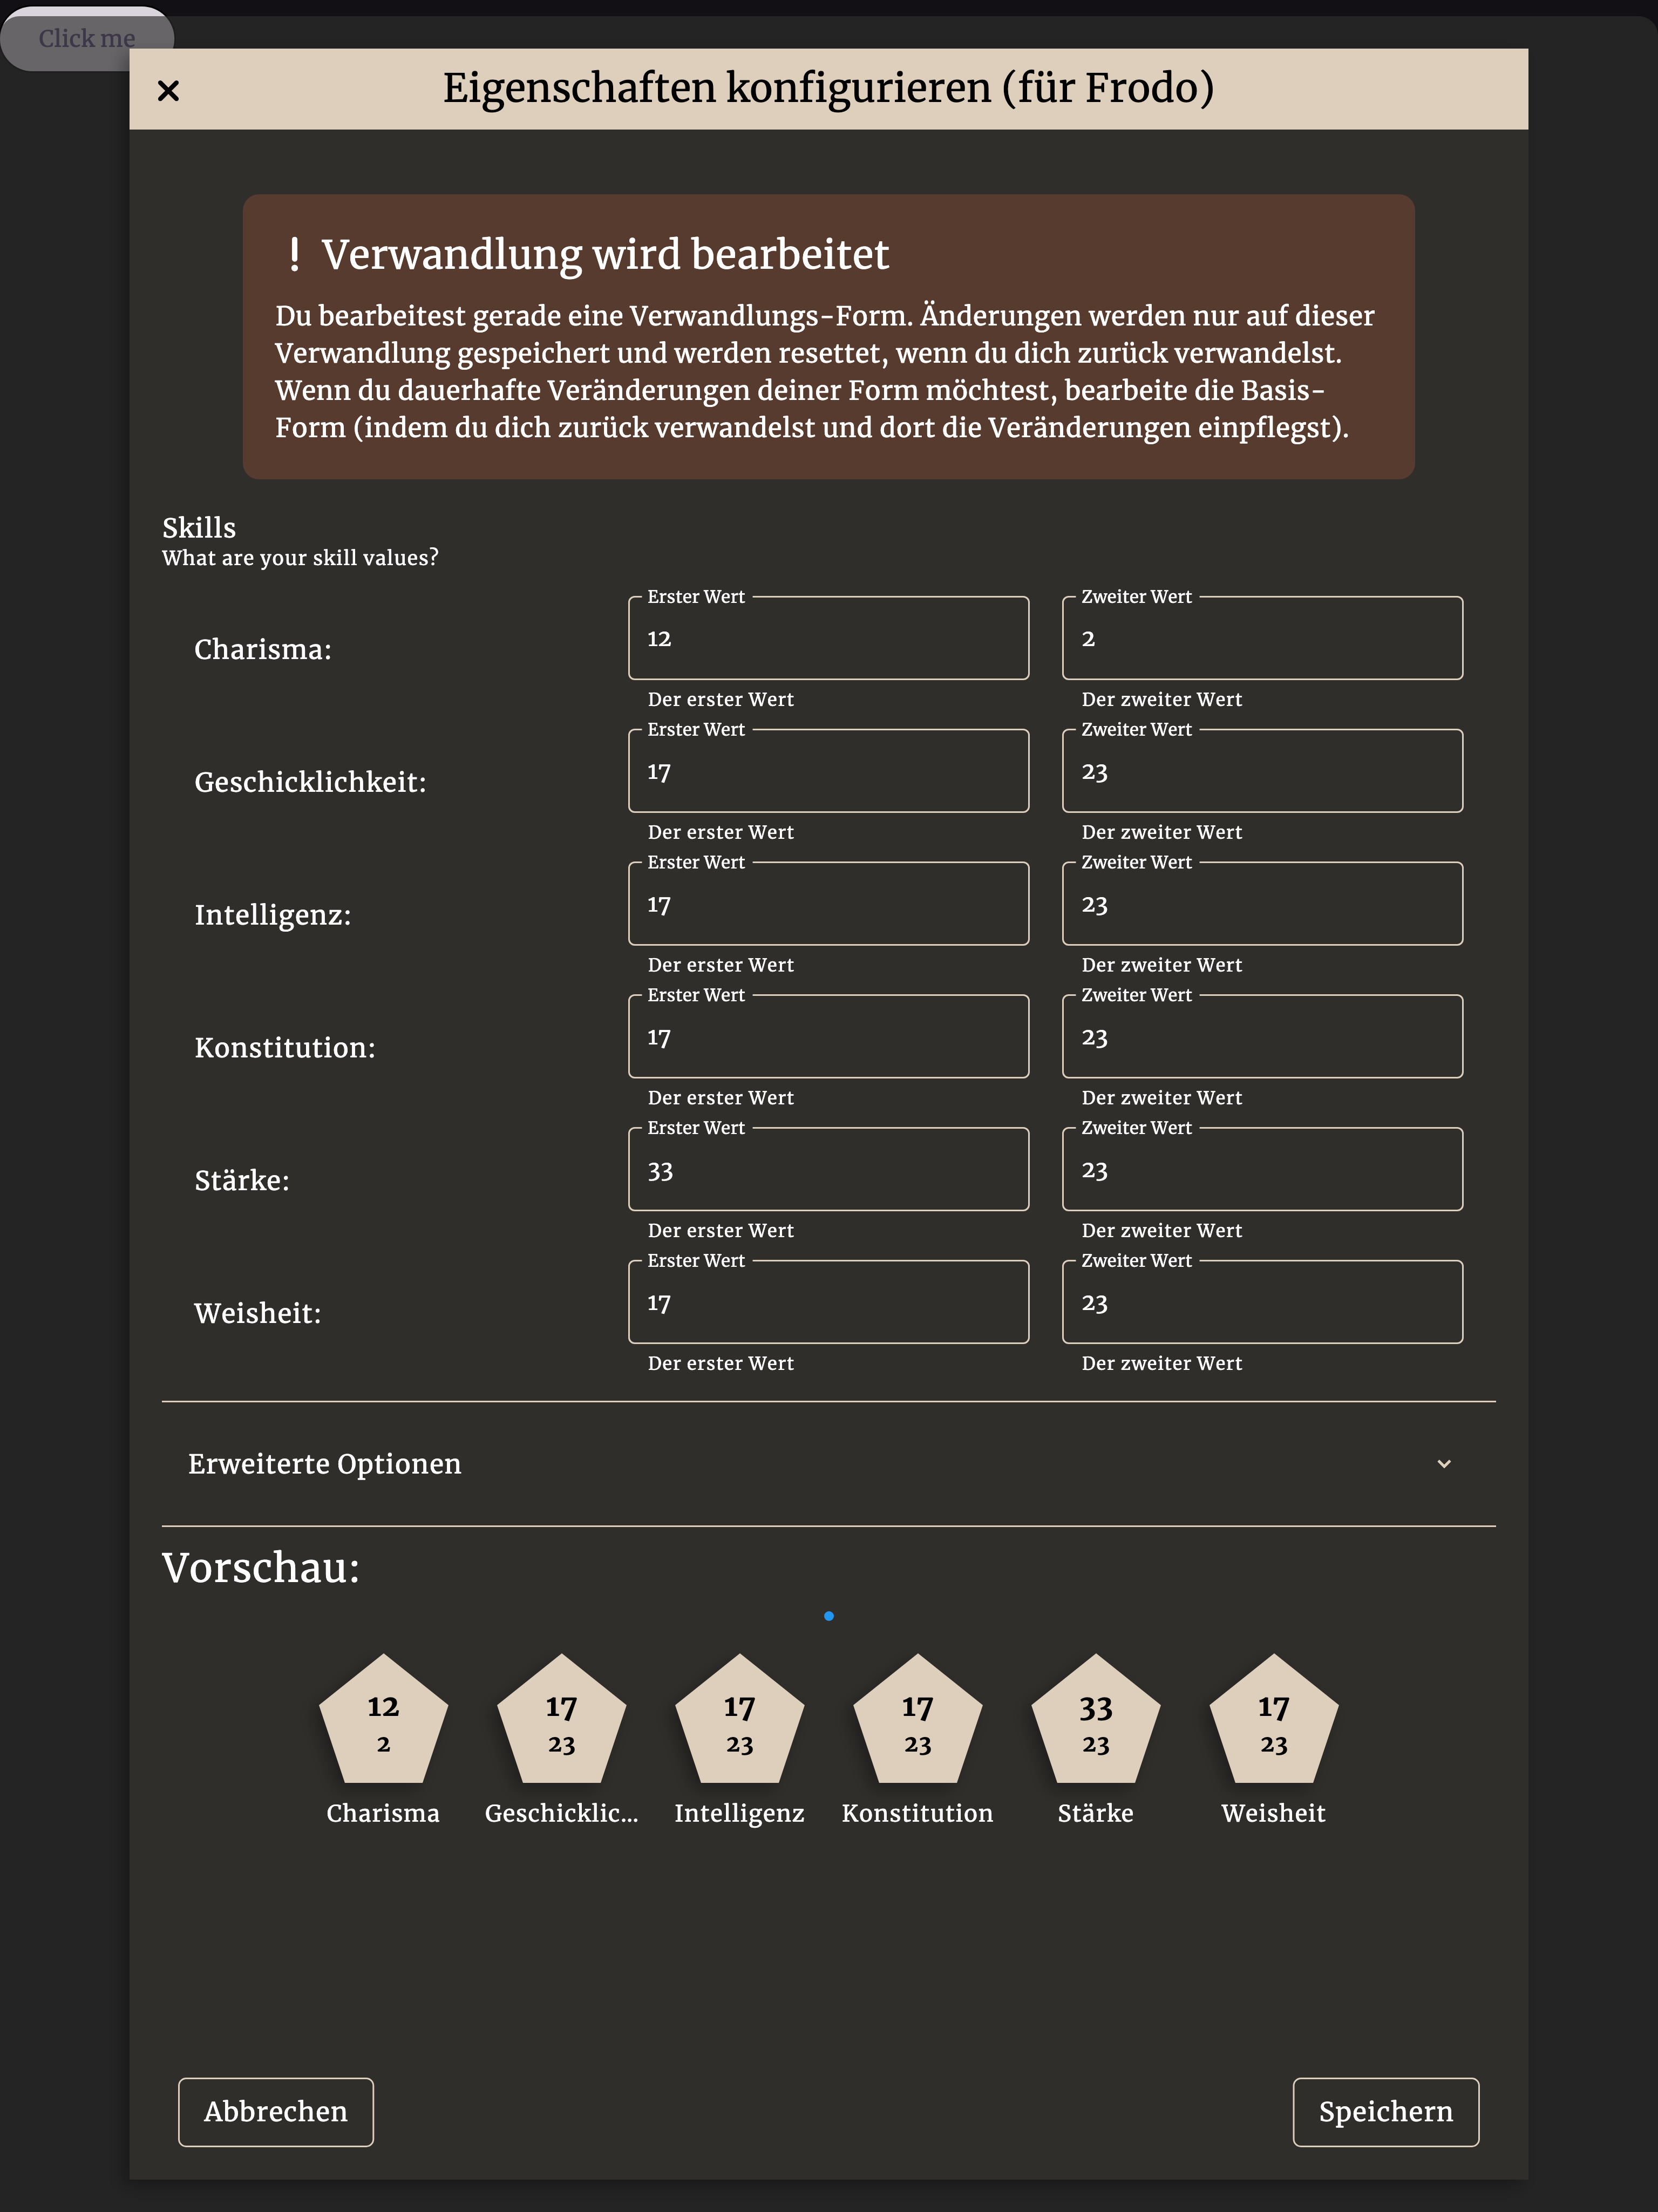 Click me
Eigenschaften konfigurieren (für Frodo)
! Verwandlung wird bearbeitet
Du bearbeitest gerade eine Verwandlungs-Form. Änderungen werden nur auf dieser
Verwandlung gespeichert und werden resettet, wenn du dich zurück verwandelst.
Wenn du dauerhafte Veränderungen deiner Form möchtest, bearbeite die Basis-
Form (indem du dich zurück verwandelst und dort die Veränderungen einpflegst).
Skills
What are your skill values?
Erster Wert Zweiter Wert
Charisma: 12 2
Der erster Wert Der zweiter Wert
Erster Wert Zweiter Wert
Geschicklichkeit: 17 23
Der erster Wert Der zweiter Wert
Erster Wert Zweiter Wert
Intelligenz: 17 23
Der erster Wert Der zweiter Wert
Erster Wert Zweiter Wert
Konstitution: 17 23
Der erster Wert Der zweiter Wert
Erster Wert Zweiter Wert
Stärke: 33 23
Der erster Wert Der zweiter Wert
Erster Wert Zweiter Wert
Weisheit: 17 23
Der erster Wert Der zweiter Wert
Erweiterte Optionen
Vorschau:
12 17 17 17 33 17
2 23 23 23 23 23
Charisma Geschicklic... Intelligenz Konstitution Stärke Weisheit
Abbrechen Speichern